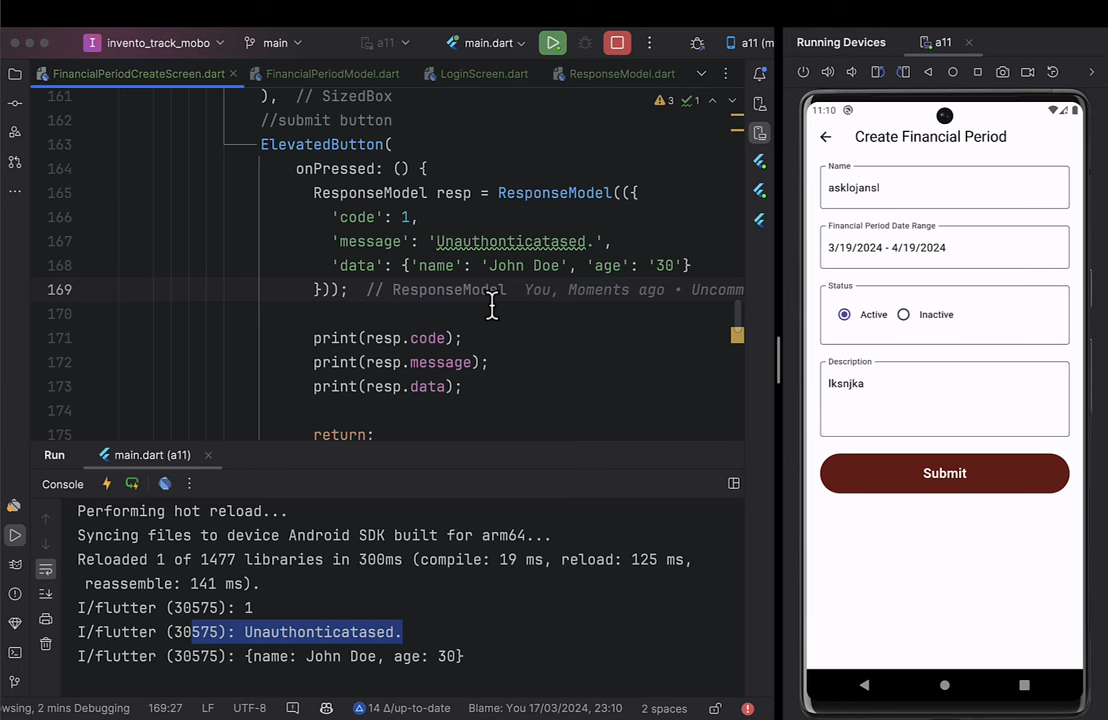 invento_track_mobo
main
a11
main.dart
a11 (m
Running Devices
a11
FinancialPeriodCreateScreen.dart
FinancialPeriodModel.dart
LoginScreen.dart
ResponseModel.dart
161 ), // SizedBox
162 //submit button
163 ElevatedButton(
164 onPressed: () {
165 ResponseModel resp = ResponseModel(({
166 'code': 1,
167 'message': 'Unauthonticatased.',
168 'data': {'name': 'John Doe', 'age': '30'}
169 })); // ResponseModel You, Moments ago • Uncomm
170
171 print(resp.code);
172 print(resp.message);
173 print(resp.data);
174
175 return;
3 1
Run
main.dart (a11)
Console
Performing hot reload...
Syncing files to device Android SDK built for arm64...
Reloaded 1 of 1477 libraries in 300ms (compile: 19 ms, reload: 125 ms,
reassemble: 141 ms).
I/flutter (30575): 1
I/flutter (30575): Unauthonticatased.
I/flutter (30575): {name: John Doe, age: 30}
wsing, 2 mins Debugging
169:27
LF
UTF-8
14 Δ/up-to-date
Blame: You 17/03/2024, 23:10
2 spaces
11:10
Create Financial Period
Name
asklojansl
Financial Period Date Range
3/19/2024 - 4/19/2024
Status
Active
Inactive
Description
lksnjka
Submit